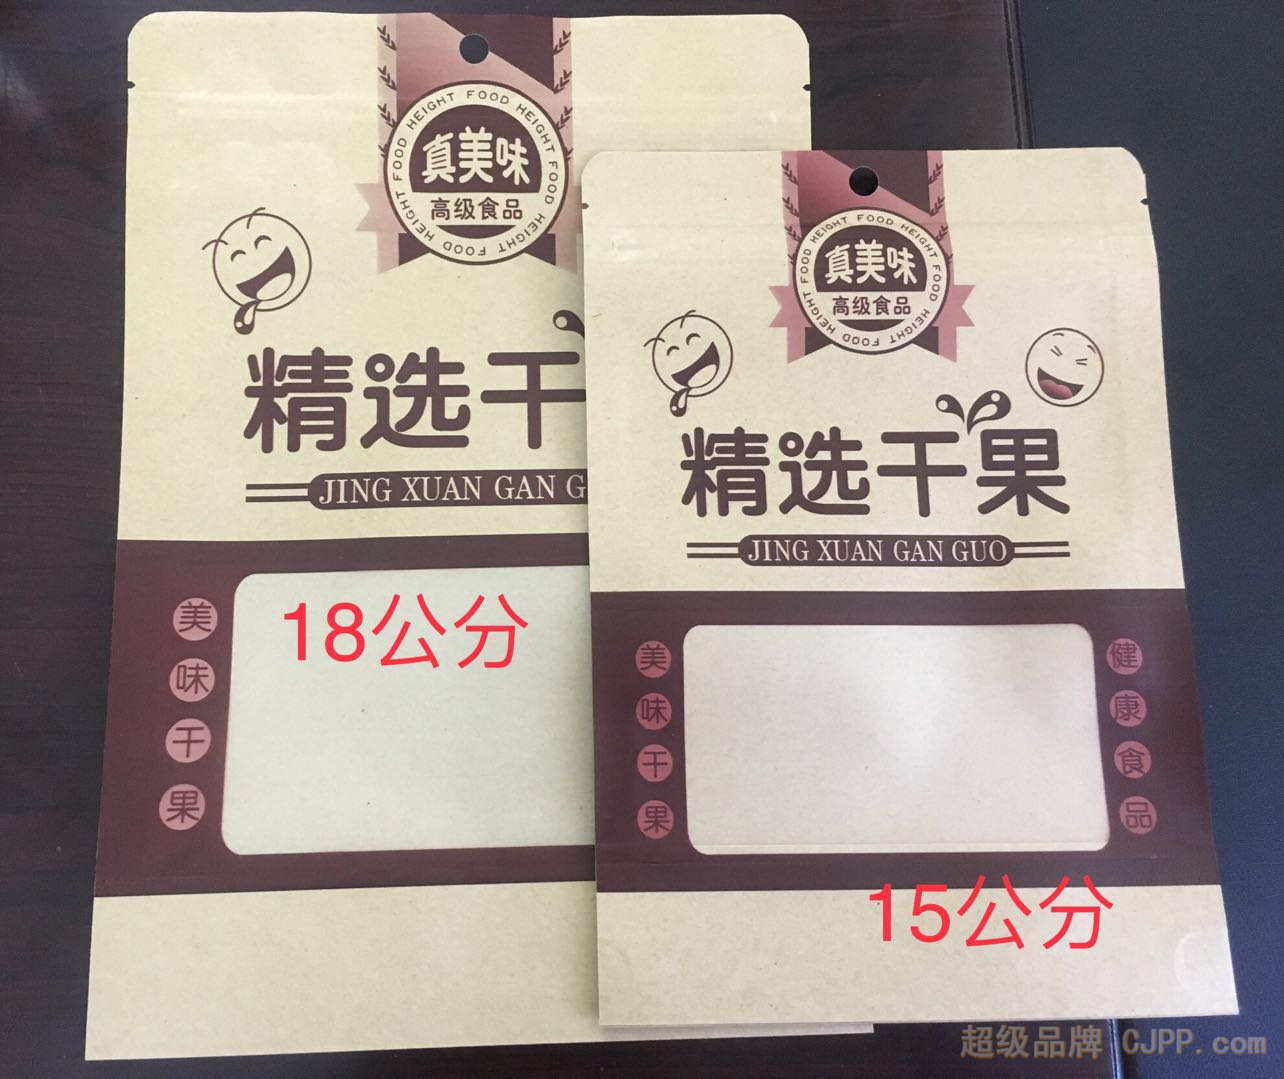 FOOD HEIGHT FOOD HEIGHT FOOD HEIGHT FOOD HEIGHT
真美味
高级食品
精选干
JING XUAN GAN G
18公分
美味干果
FOOD HEIGHT FOOD HEIGHT FOOD HEIGHT FOOD HEIGHT
真美味
高级食品
精选干果
JING XUAN GAN GUO
美味干果
健康食品
15公分
超级品牌 CJPP.com